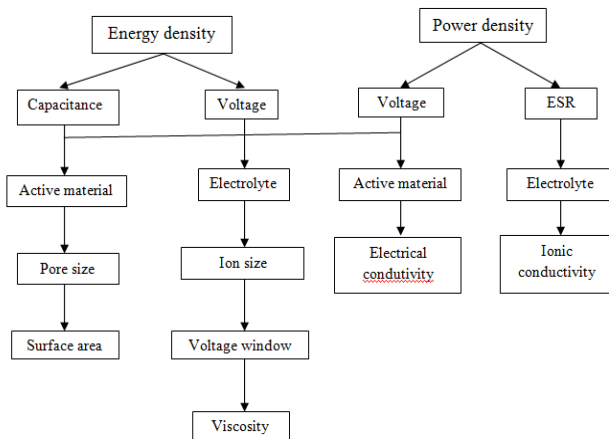 Energy density
Power density
Capacitance
Voltage
Voltage
ESR
Active material
Electrolyte
Active material
Electrolyte
Pore size
Ion size
Electrical
condutivity
Ionic
conductivity
Surface area
Voltage window
Viscosity